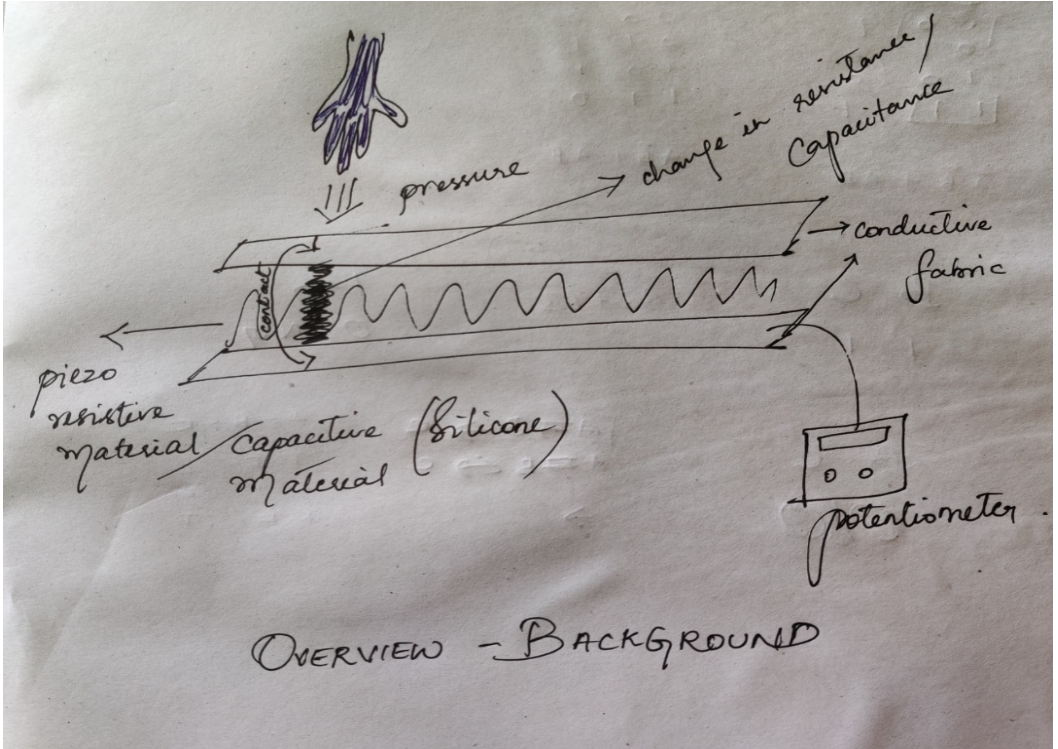 change in resistance/
Capacitance
pressure
conductive
fabric
contact
piezo
resistive
material / capacitive (Silicone)
material
potentiometer.
OVERVIEW - BACKGROUND